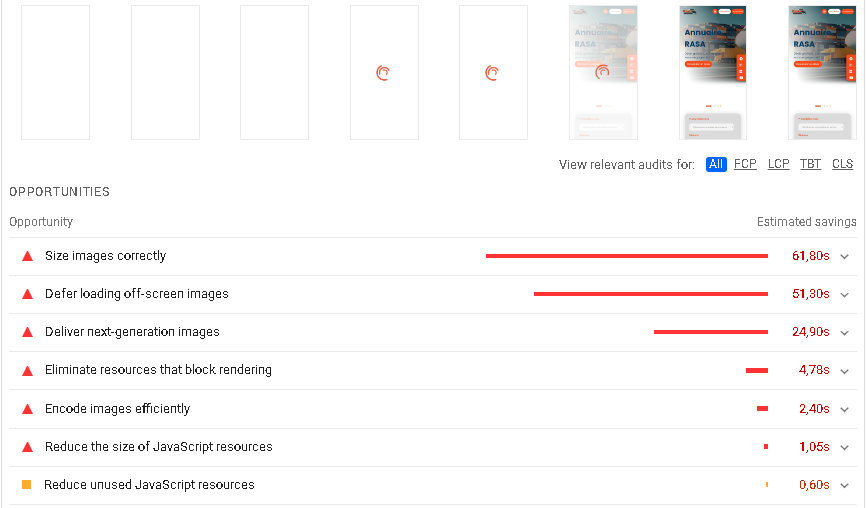 Annuaire
RASA
Annuaire
RASA
Annuaire
RASA
View relevant audits for: All FCP LCP TBT CLS
OPPORTUNITIES
Opportunity Estimated savings
Size images correctly 61,80s
Defer loading off-screen images 51,30s
Deliver next-generation images 24,90s
Eliminate resources that block rendering 4,78s
Encode images efficiently 2,40s
Reduce the size of JavaScript resources 1,05s
Reduce unused JavaScript resources 0,60s